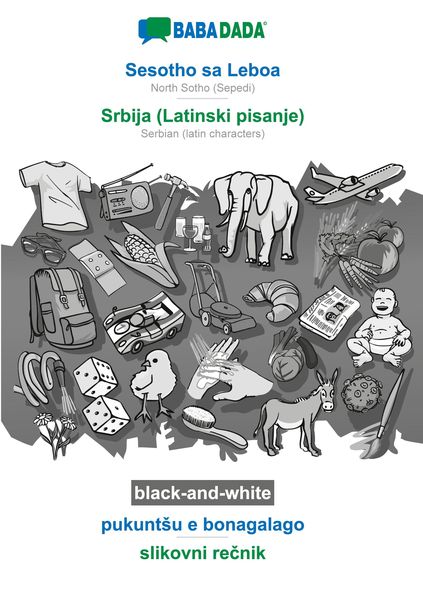 BABADADA®
Sesotho sa Leboa
North Sotho (Sepedi)
Srbija (Latinski pisanje)
Serbian (latin characters)
black-and-white
pukuntšu e bonagalago
slikovni rečnik